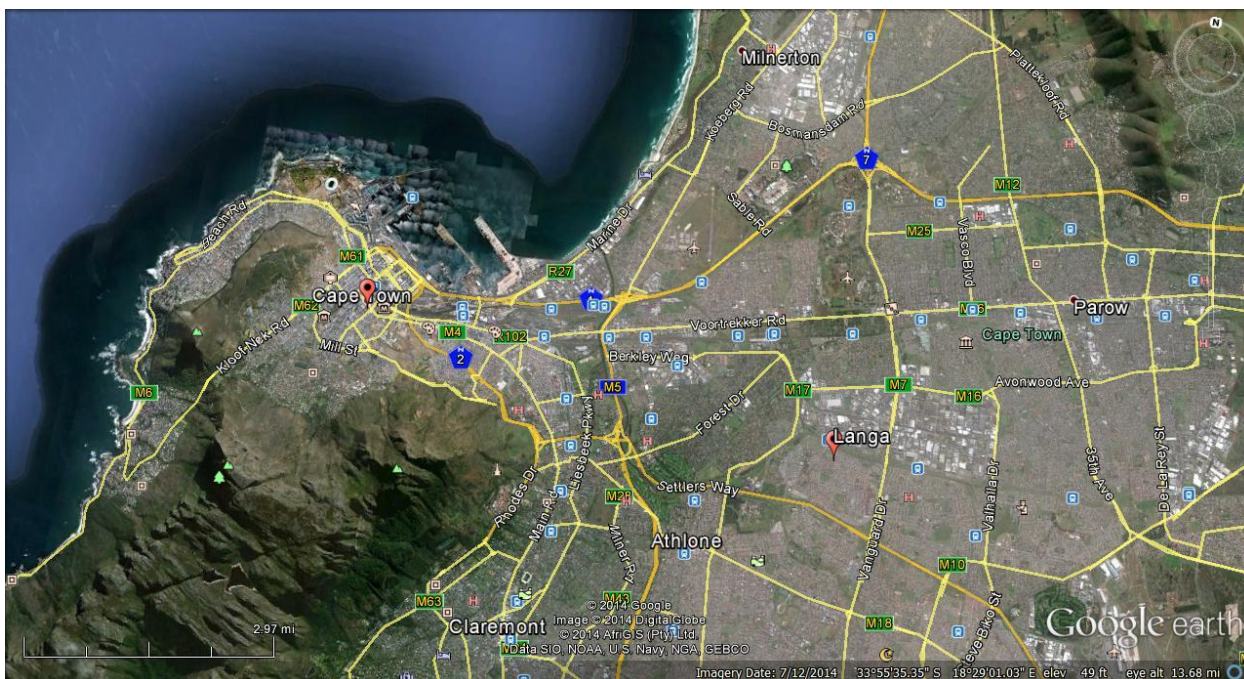 N
Milnerton
Koeberg Rd
Bosmansdam Rd
Plattekloof Rd
7
M12
Sable Rd
Beach Rd
Marine Dr
M25
Vasco Blvd
M61
R27
Cape Town
M62
Parow
M4
R102
Voortrekker Rd
Cape Town
Kloof Nek Rd
Mill St
N
2
Berkley Weg
M6
M5
M17
M7
M16
Avonwood Ave
Forest Dr
Liesbeek Pkwy
Langa
35th Ave
De La Rey St
Rhodes Dr
Main Rd
Settlers Way
Valhalla Dr
Milner Rd
Athlone
Vanguard Dr
M10
M63
M43
Claremont
M18
Steve Biko St
2.97 mi
© 2014 Google
Image © 2014 DigitalGlobe
© 2014 AfriGIS (Pty) Ltd.
Data SIO, NOAA, U.S. Navy, NGA, GEBCO
Google earth
Imagery Date: 7/12/2014 33°55'35.35" S 18°29'01.03" E elev 49 ft eye alt 13.68 mi